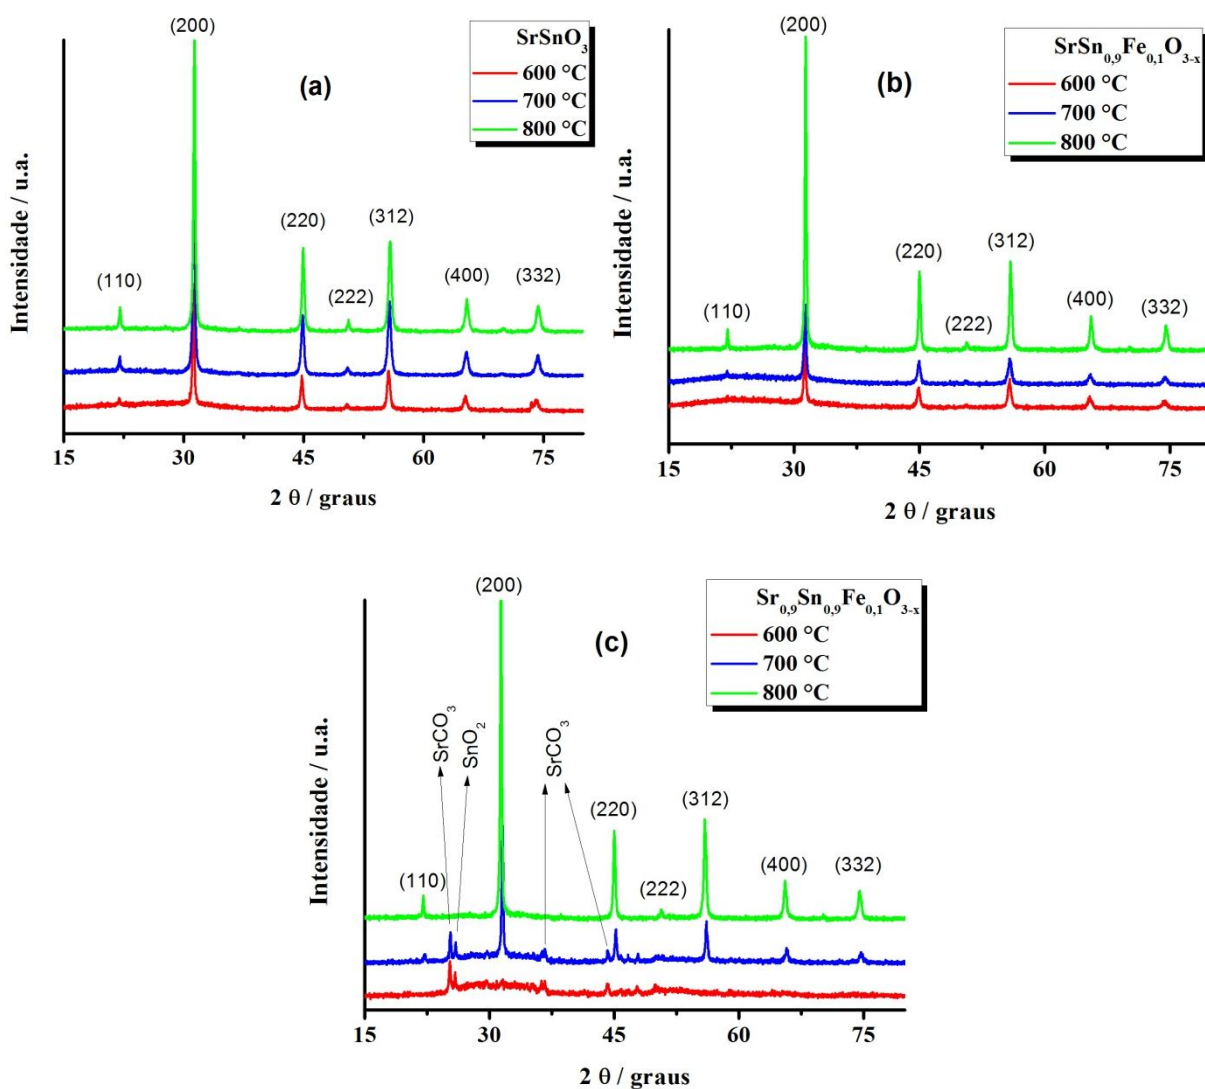 (200)
SrSnO₃
600 °C
700 °C
800 °C
(a)
(110)
(220)
(222)
(312)
(400)
(332)
Intensidade / u.a.
15 30 45 60 75
2 θ / graus
(200)
SrSn₀,₉Fe₀,₁O₃₋ₓ
600 °C
700 °C
800 °C
(b)
(110)
(220)
(222)
(312)
(400)
(332)
Intensidade / u.a.
15 30 45 60 75
2 θ / graus
(200)
Sr₀,₉Sn₀,₉Fe₀,₁O₃₋ₓ
600 °C
700 °C
800 °C
(c)
SrCO₃
SnO₂
SrCO₃
(110)
(220)
(222)
(312)
(400)
(332)
Intensidade / u.a.
15 30 45 60 75
2 θ / graus